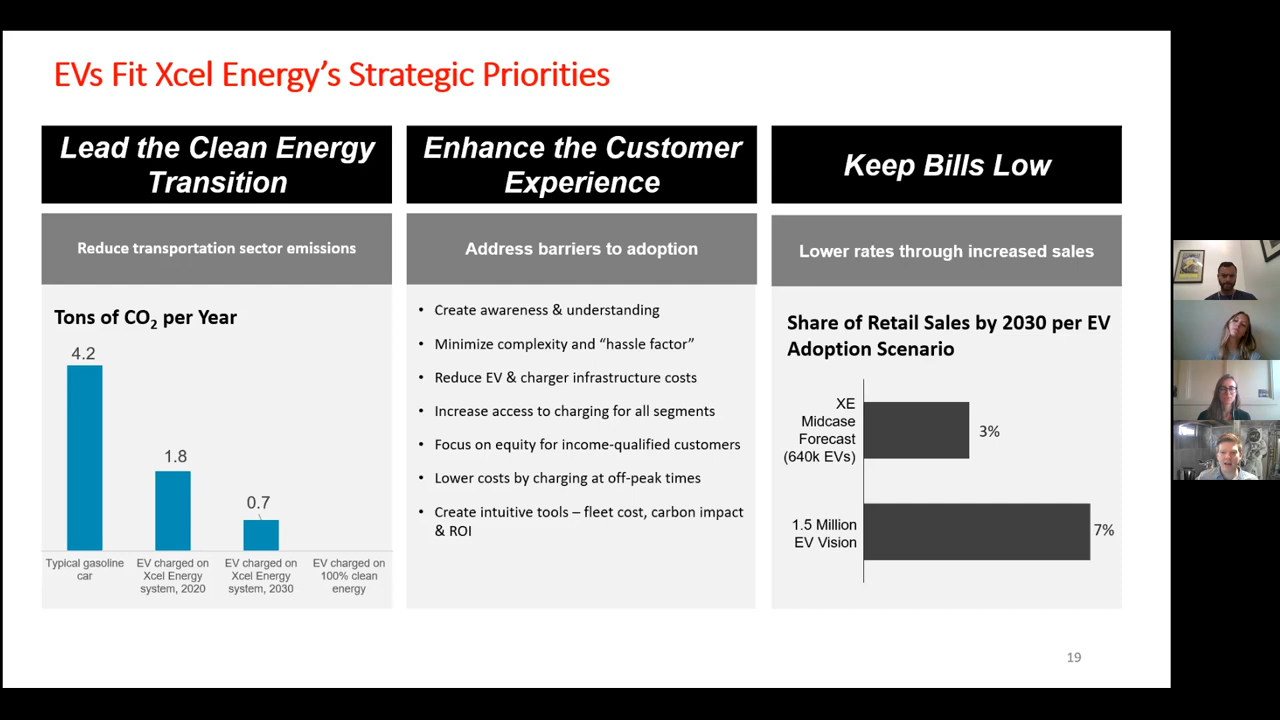 EVs Fit Xcel Energy’s Strategic Priorities
Lead the Clean Energy
Transition
Reduce transportation sector emissions
Tons of CO₂ per Year
4.2
1.8
0.7
Typical gasoline
car
EV charged on
Xcel Energy
system, 2020
EV charged on
Xcel Energy
system, 2030
EV charged on
100% clean
energy
Enhance the Customer
Experience
Address barriers to adoption
• Create awareness & understanding
• Minimize complexity and “hassle factor”
• Reduce EV & charger infrastructure costs
• Increase access to charging for all segments
• Focus on equity for income-qualified customers
• Lower costs by charging at off-peak times
• Create intuitive tools – fleet cost, carbon impact
& ROI
Keep Bills Low
Lower rates through increased sales
Share of Retail Sales by 2030 per EV
Adoption Scenario
XE
Midcase
Forecast
(640k EVs)
3%
1.5 Million
EV Vision
7%
19